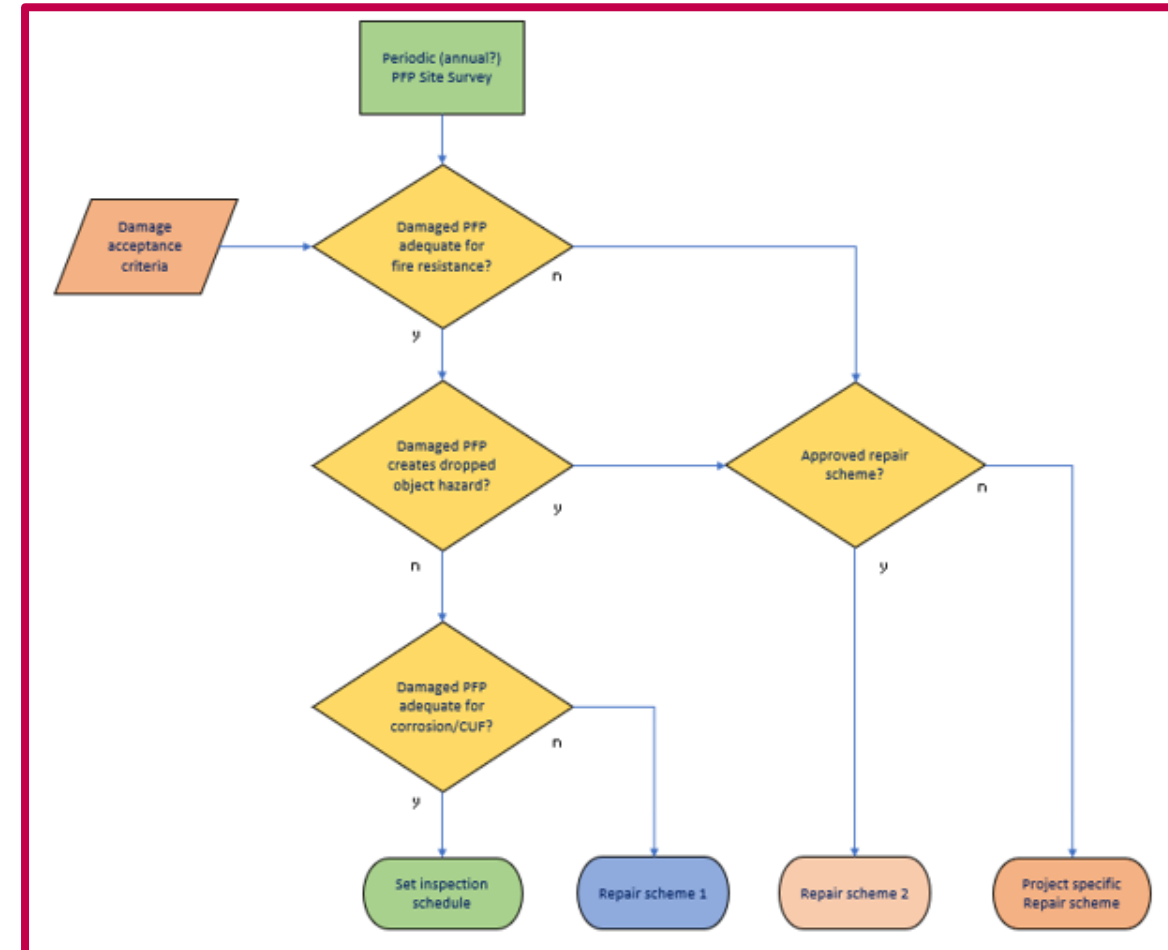 Periodic (annual?)
PFP Site Survey
Damage
acceptance
criteria
Damaged PFP
adequate for
fire resistance?
n
y
Damaged PFP
creates dropped
object hazard?
y
n
Approved repair
scheme?
n
y
Damaged PFP
adequate for
corrosion/CUF?
n
y
Set inspection
schedule
Repair scheme 1
Repair scheme 2
Project specific
Repair scheme